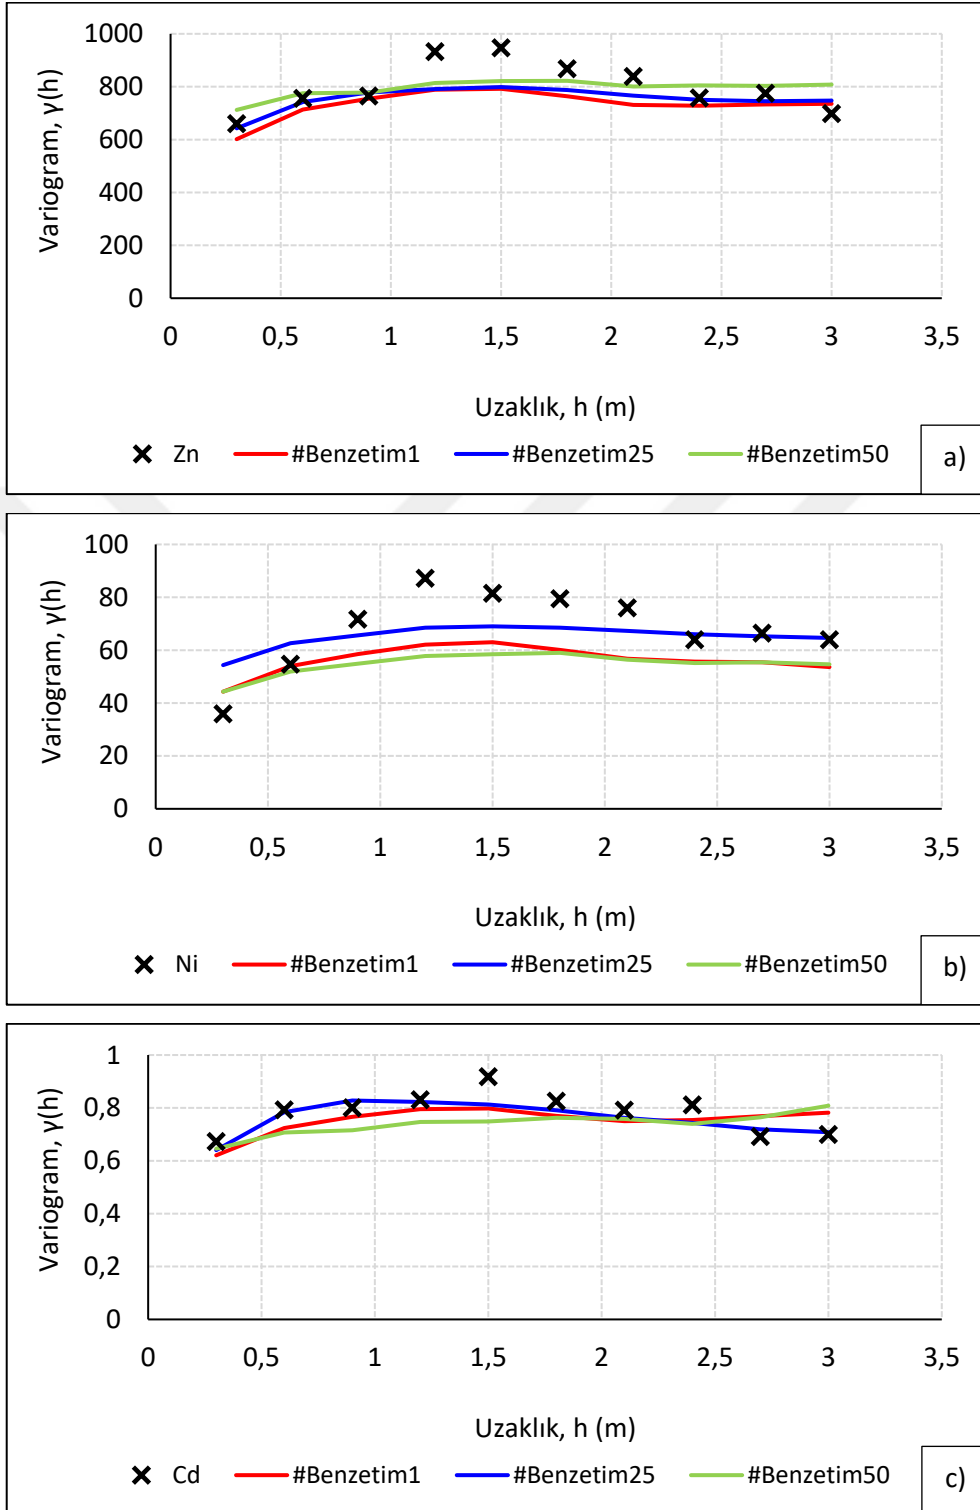 1000
800
600
400
200
0
Variogram, γ(h)
0 0,5 1 1,5 2 2,5 3 3,5
Uzaklık, h (m)
Zn #Benzetim1 #Benzetim25 #Benzetim50
a)
100
80
60
40
20
0
Variogram, γ(h)
0 0,5 1 1,5 2 2,5 3 3,5
Uzaklık, h (m)
Ni #Benzetim1 #Benzetim25 #Benzetim50
b)
1
0,8
0,6
0,4
0,2
0
Variogram, γ(h)
0 0,5 1 1,5 2 2,5 3 3,5
Uzaklık, h (m)
Cd #Benzetim1 #Benzetim25 #Benzetim50
c)